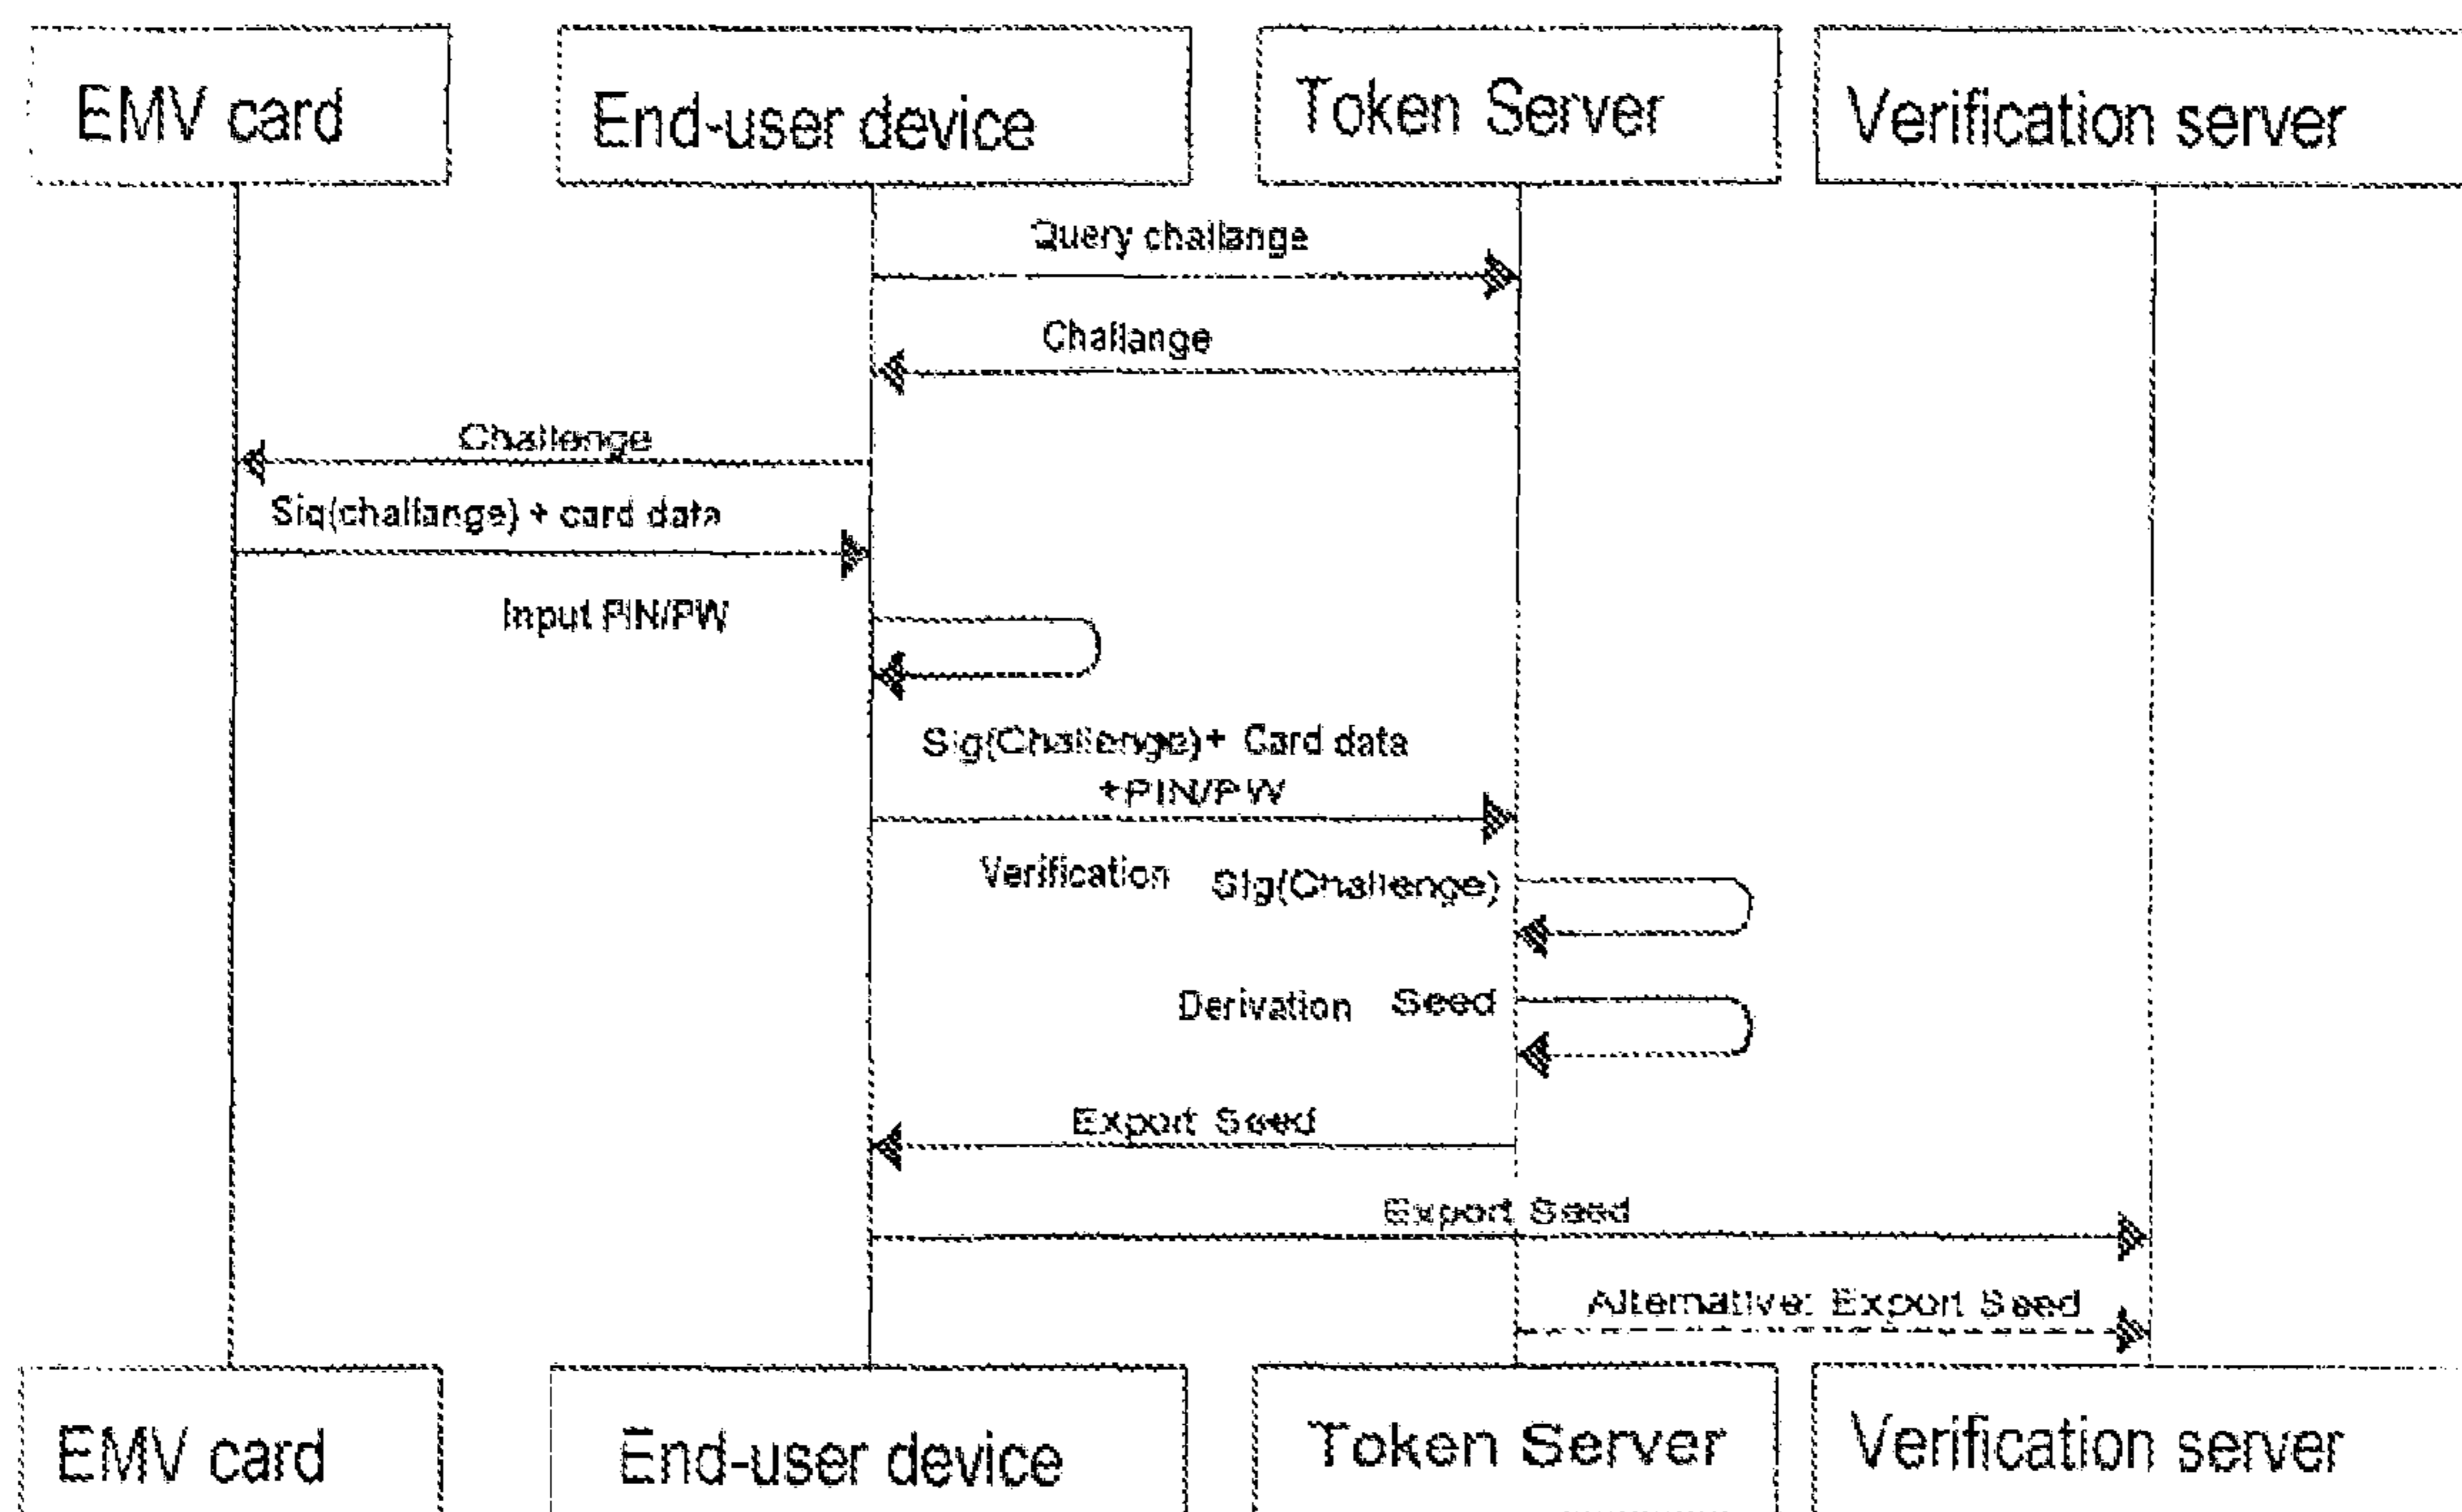 EMV card
End-user device
Token Server
Verification server
Query challange
Challange
Challenge
Sig(challange) + card data
Input PIN/PW
Sig(Challenge)+ Card data
+PIN/PW
Verification Sig(Challenge)
Derivation Seed
Export Seed
Export Seed
Alternative: Export Seed
EMV card
End-user device
Token Server
Verification server